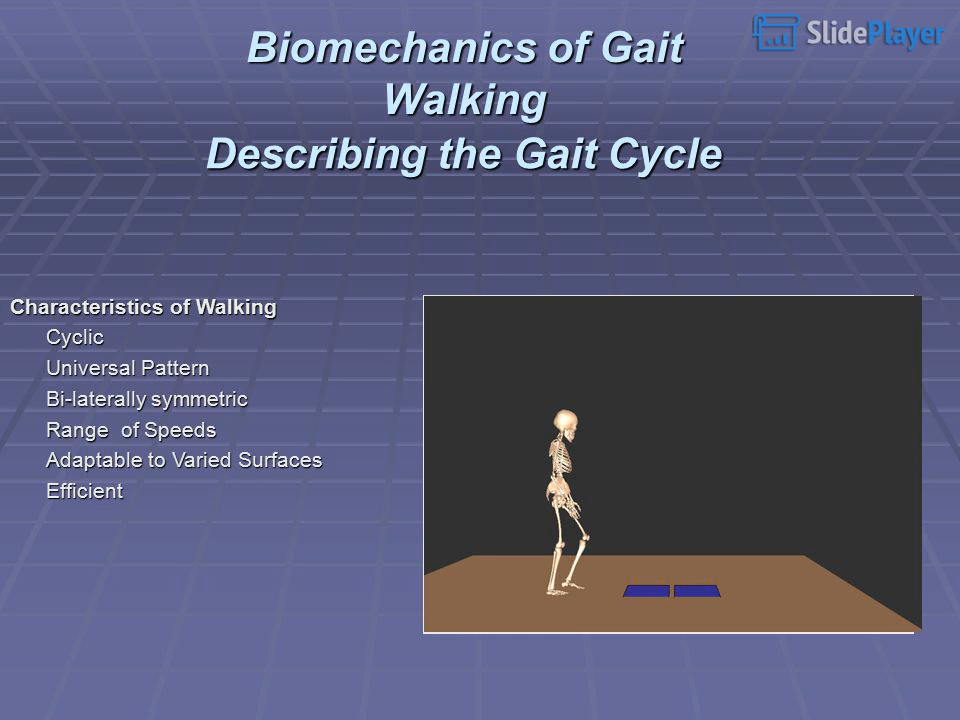 Biomechanics of Gait
Walking
Describing the Gait Cycle
SlidePlayer
Characteristics of Walking
Cyclic
Universal Pattern
Bi-laterally symmetric
Range of Speeds
Adaptable to Varied Surfaces
Efficient